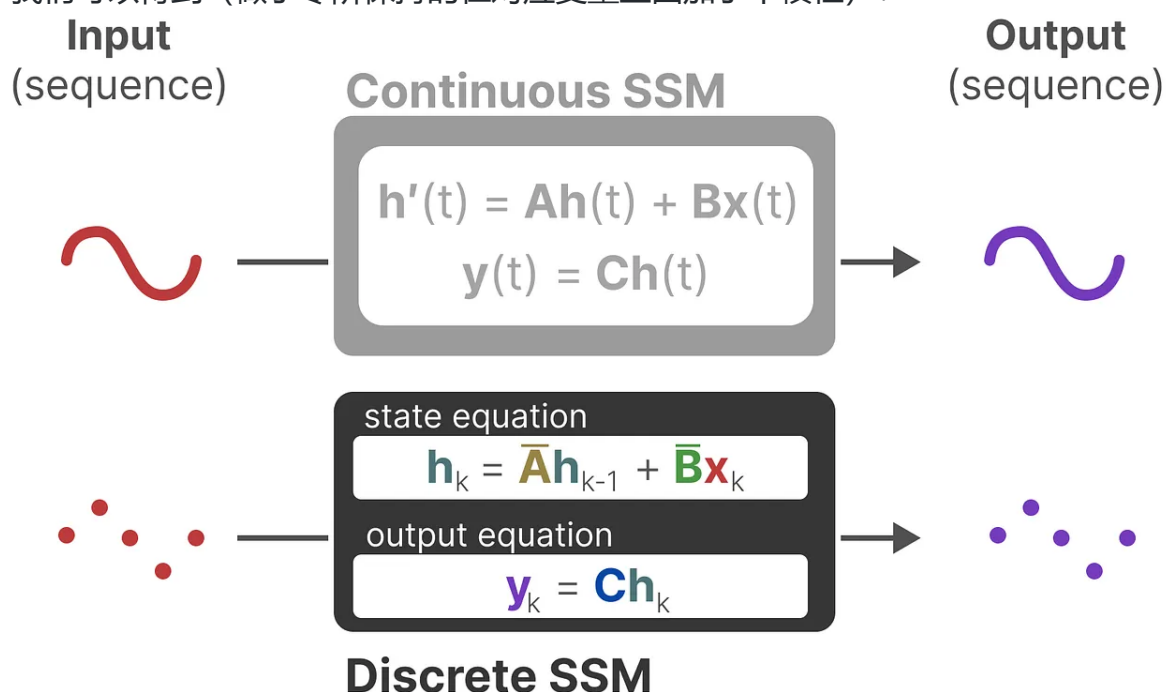 Input
(sequence)
Output
(sequence)
Continuous SSM
h′(t) = Ah(t) + Bx(t)
y(t) = Ch(t)
state equation
hₖ = A̅hₖ₋₁ + B̅xₖ
output equation
yₖ = Chₖ
Discrete SSM